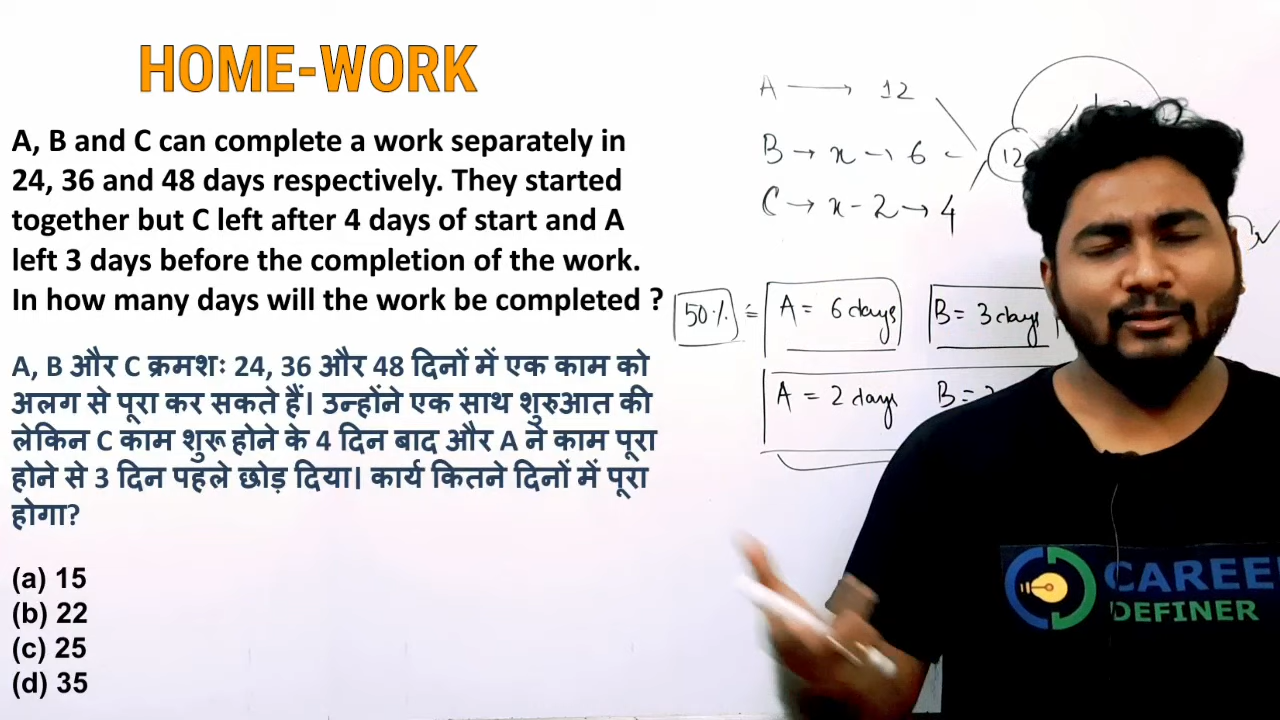 HOME-WORK
A, B and C can complete a work separately in
24, 36 and 48 days respectively. They started
together but C left after 4 days of start and A
left 3 days before the completion of the work.
In how many days will the work be completed ?
A, B और C क्रमशः 24, 36 और 48 दिनों में एक काम को
अलग से पूरा कर सकते हैं। उन्होंने एक साथ शुरुआत की
लेकिन C काम शुरू होने के 4 दिन बाद और A ने काम पूरा
होने से 3 दिन पहले छोड़ दिया। कार्य कितने दिनों में पूरा
होगा?
(a) 15
(b) 22
(c) 25
(d) 35
A → 12
B → x → 6
12
C → x - 2 → 4
50% = A = 6 days B = 3 days
A = 2 days B =
CAREE
DEFINER